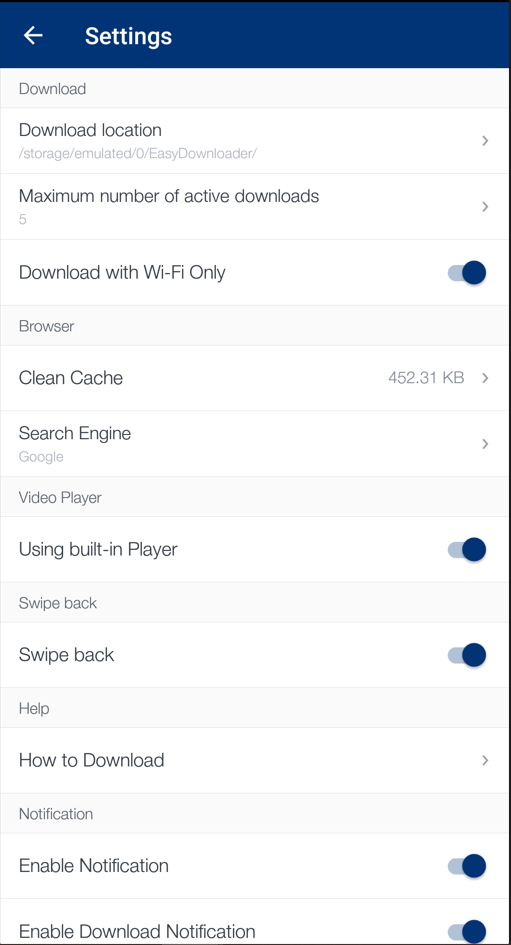 Settings
Download
Download location
/storage/emulated/0/EasyDownloader/
Maximum number of active downloads
5
Download with Wi-Fi Only
Browser
Clean Cache 452.31 KB
Search Engine
Google
Video Player
Using built-in Player
Swipe back
Swipe back
Help
How to Download
Notification
Enable Notification
Enable Download Notification